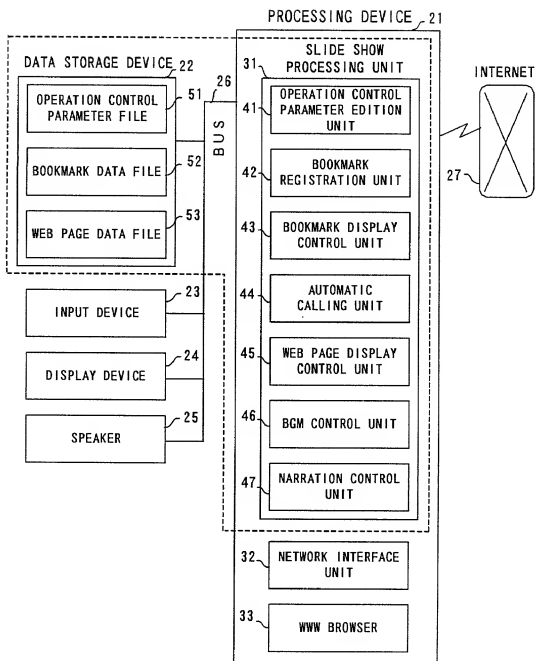 PROCESSING DEVICE 21
SLIDE SHOW
PROCESSING UNIT
31
DATA STORAGE DEVICE
22
51
OPERATION CONTROL
PARAMETER FILE
52
BOOKMARK DATA FILE
53
WEB PAGE DATA FILE
26
BUS
23
INPUT DEVICE
24
DISPLAY DEVICE
25
SPEAKER
41
OPERATION CONTROL
PARAMETER EDITION
UNIT
42
BOOKMARK
REGISTRATION UNIT
43
BOOKMARK DISPLAY
CONTROL UNIT
44
AUTOMATIC
CALLING UNIT
45
WEB PAGE DISPLAY
CONTROL UNIT
46
BGM CONTROL UNIT
47
NARRATION CONTROL
UNIT
32
NETWORK INTERFACE
UNIT
33
WWW BROWSER
INTERNET
27